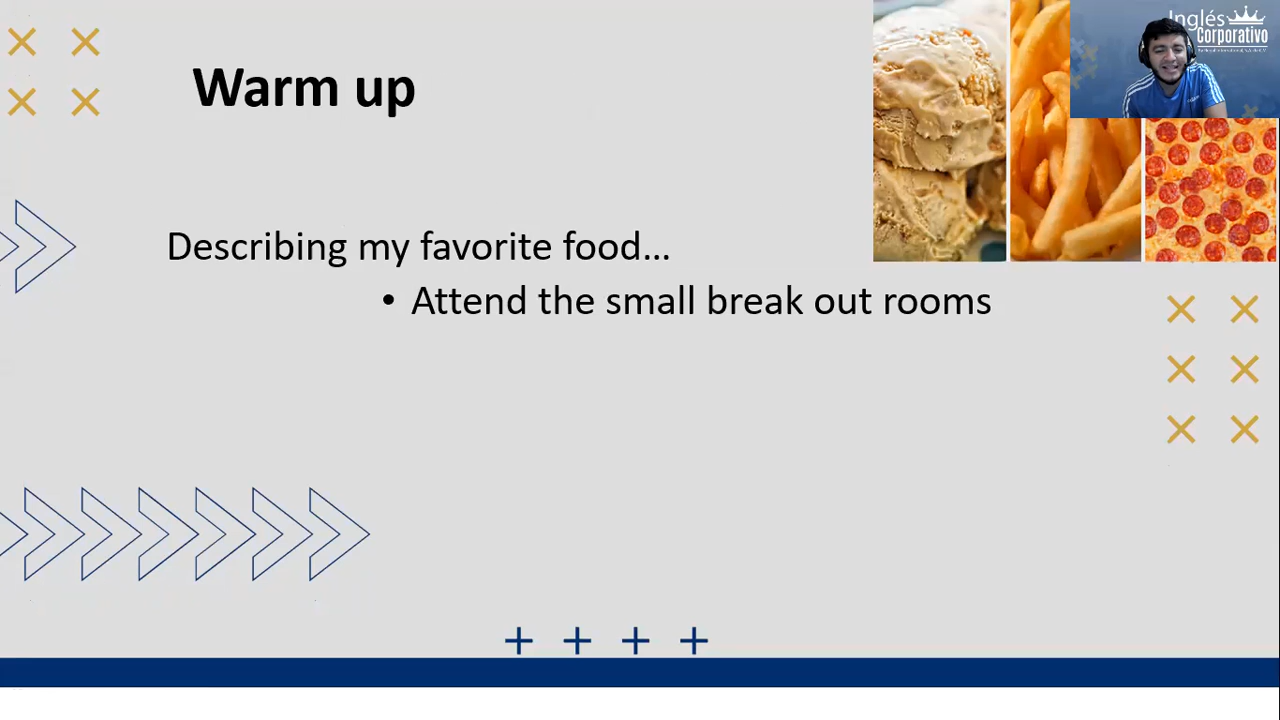 Warm up
Inglés
Corporativo
Describing my favorite food...
• Attend the small break out rooms